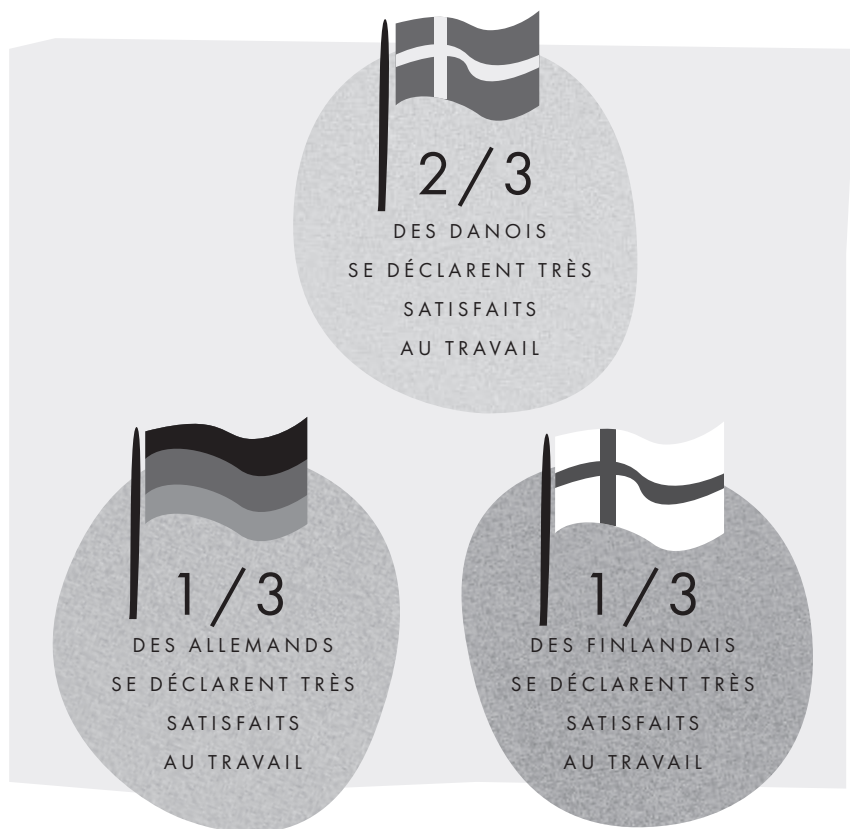 2/3
DES DANOIS
SE DÉCLARENT TRÈS
SATISFAITS
AU TRAVAIL
1/3
DES ALLEMANDS
SE DÉCLARENT TRÈS
SATISFAITS
AU TRAVAIL
1/3
DES FINLANDAIS
SE DÉCLARENT TRÈS
SATISFAITS
AU TRAVAIL